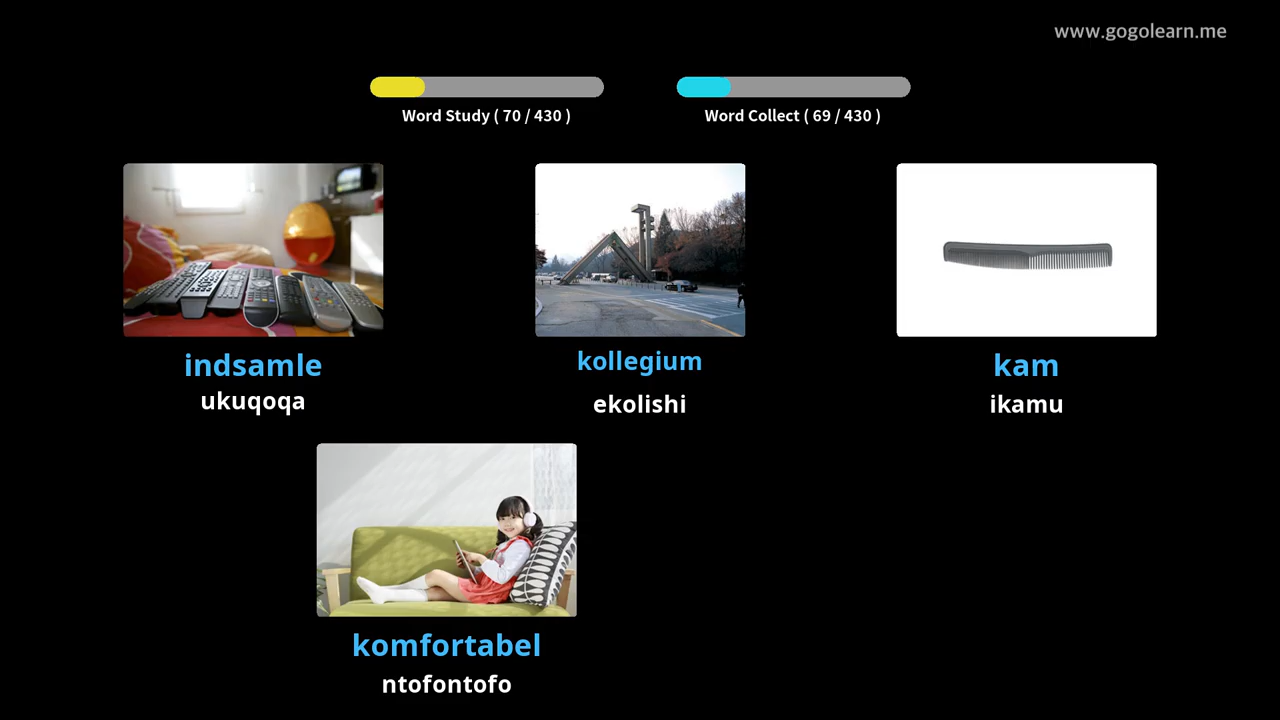 www.gogolearn.me
Word Study ( 70 / 430 )
Word Collect ( 69 / 430 )
indsamle
ukuqoqa
kollegium
ekolishi
kam
ikamu
komfortabel
ntofontofo